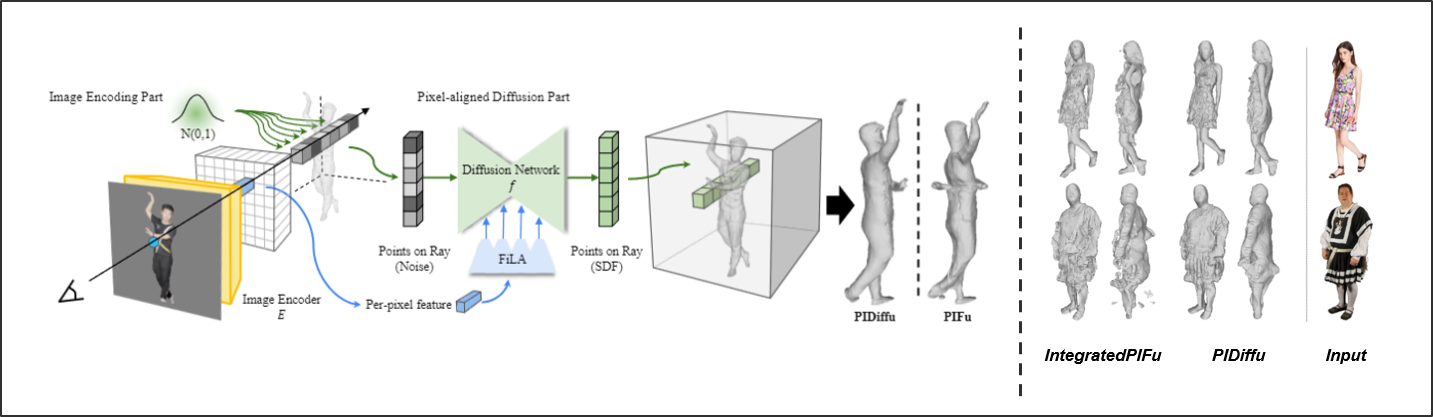 Image Encoding Part
N(0,1)
Image Encoder
E
Per-pixel feature
Pixel-aligned Diffusion Part
Points on Ray
(Noise)
Diffusion Network
f
FiLA
Points on Ray
(SDF)
PIDiffu
PIFu
IntegratedPIFu
PIDiffu
Input